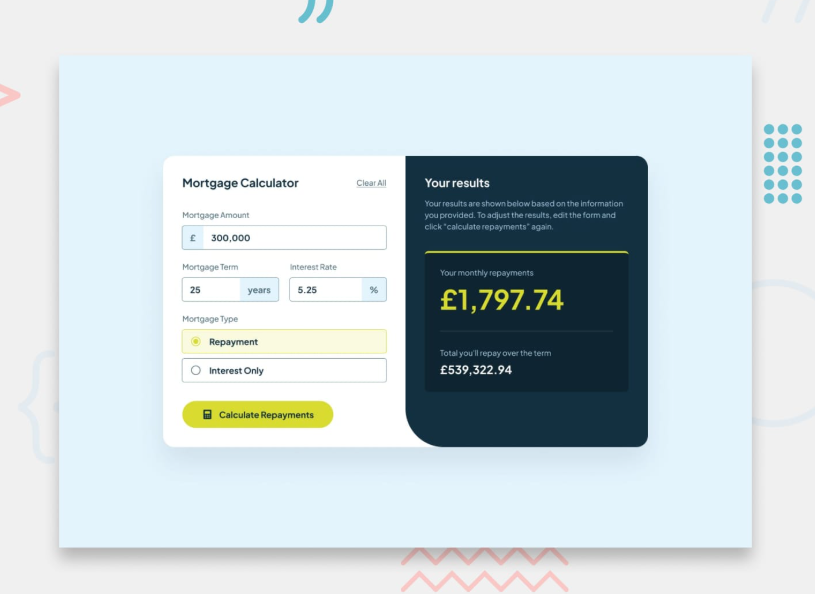 Mortgage Calculator
Clear All
Mortgage Amount
£ 300,000
Mortgage Term
25 years
Interest Rate
5.25 %
Mortgage Type
Repayment
Interest Only
Calculate Repayments
Your results
Your results are shown below based on the information
you provided. To adjust the results, edit the form and
click “calculate repayments” again.
Your monthly repayments
£1,797.74
Total you’ll repay over the term
£539,322.94